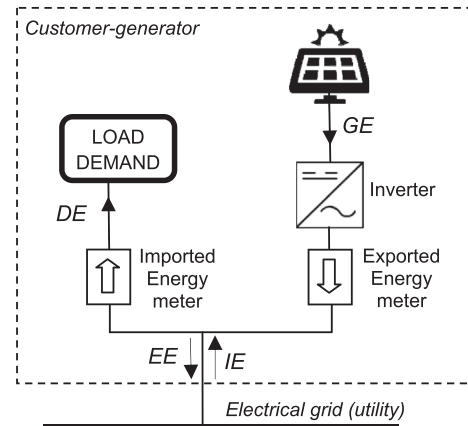 Customer-generator
GE
LOAD
DEMAND
Inverter
DE
Imported
Energy
meter
Exported
Energy
meter
EE
IE
Electrical grid (utility)